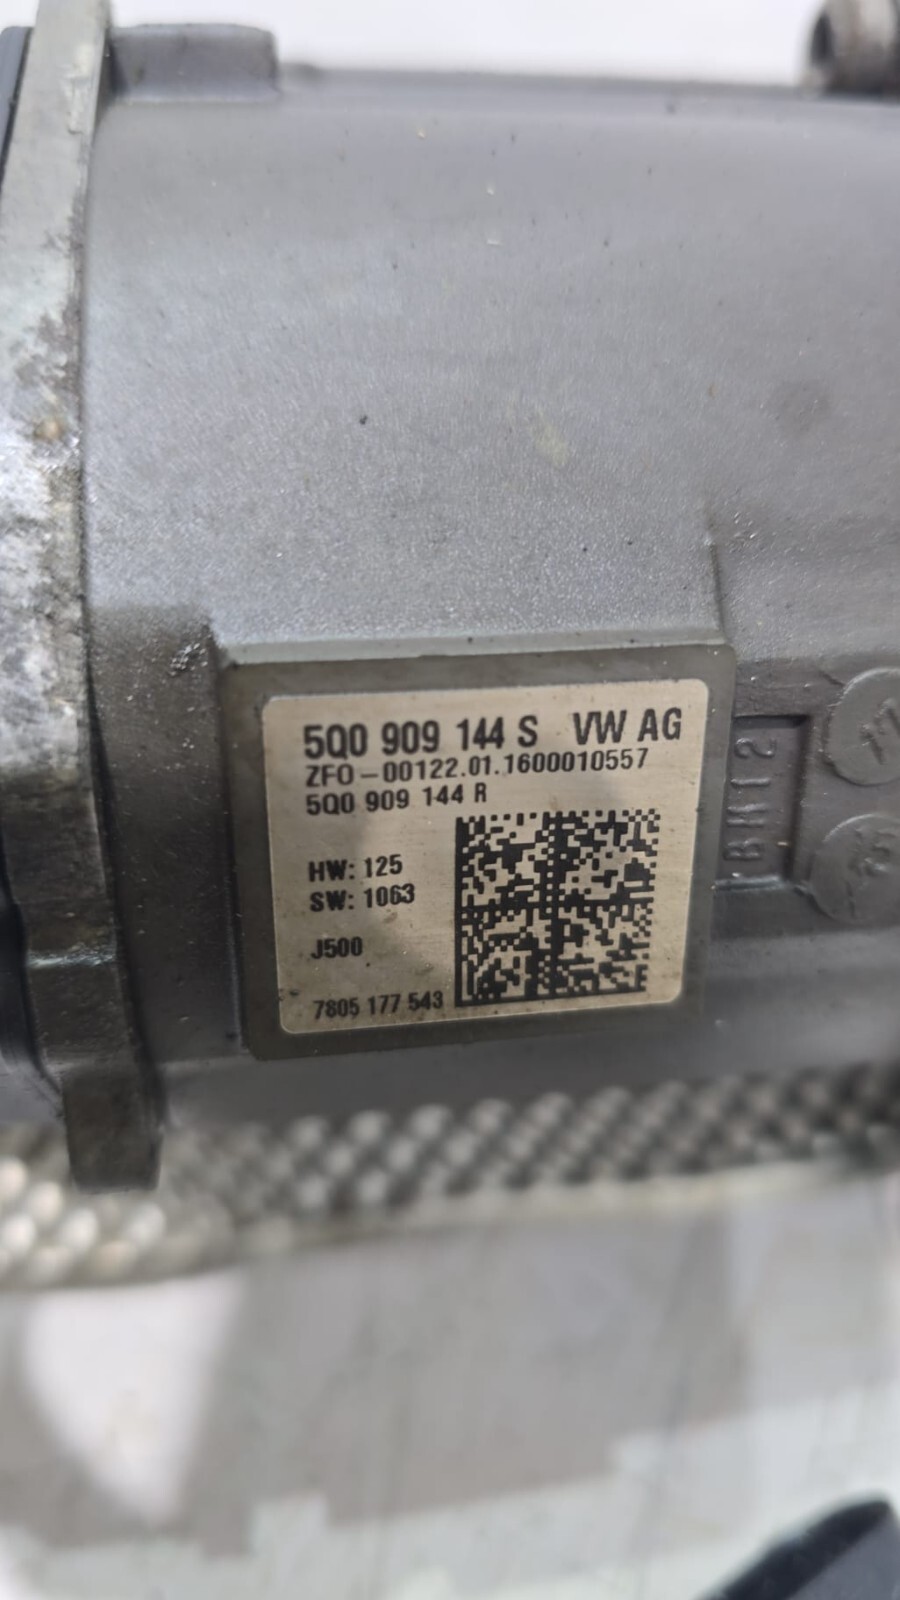 5Q0 909 144 S VW AG
ZFO-00122.01.1600010557
5Q0 909 144 R
HW: 125
SW: 1063
J500
7805 177 543